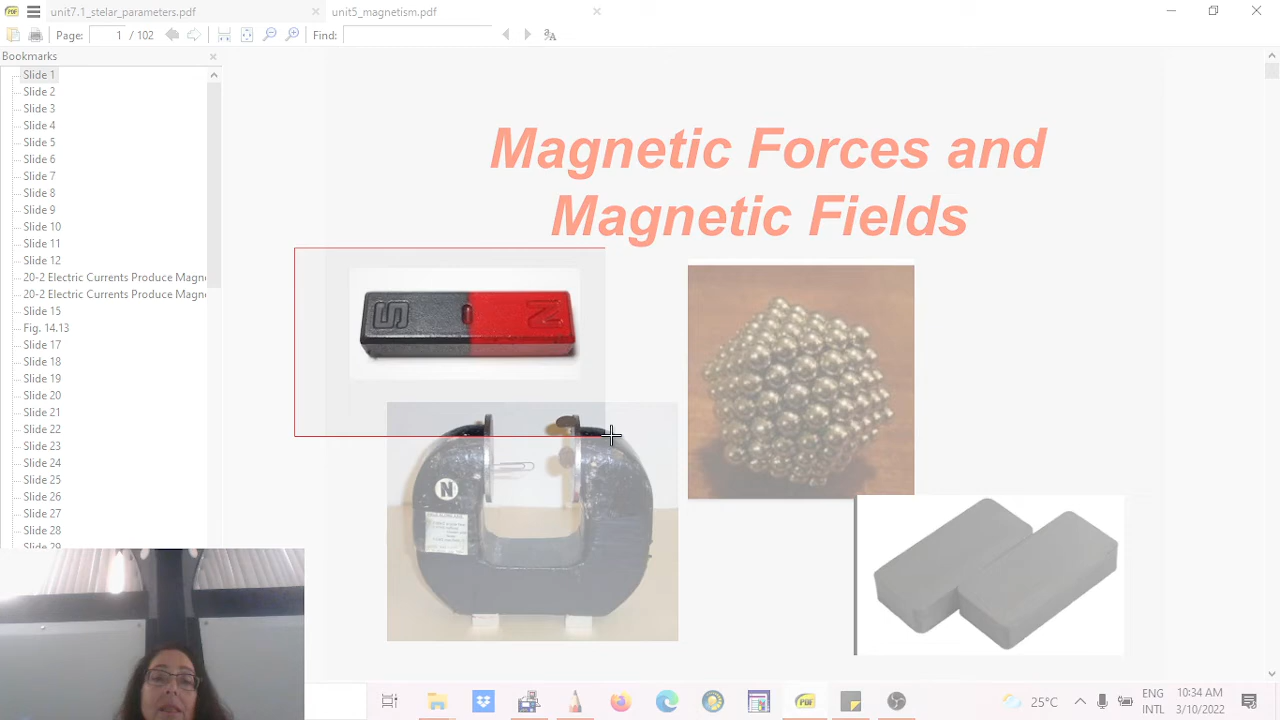 unit7.1_stelar_parameters.pdf
unit5_magnetism.pdf
Page:
1
/ 102
Find:
Bookmarks
Slide 1
Slide 2
Slide 3
Slide 4
Slide 5
Slide 6
Slide 7
Slide 8
Slide 9
Slide 10
Slide 11
Slide 12
20-2 Electric Currents Produce Magne
20-2 Electric Currents Produce Magne
Slide 15
Fig. 14.13
Slide 17
Slide 18
Slide 19
Slide 20
Slide 21
Slide 22
Slide 23
Slide 24
Slide 25
Slide 26
Slide 27
Slide 28
Slide 29
Magnetic Forces and
Magnetic Fields
S
N
N
25°C
ENG
INTL
10:34 AM
3/10/2022